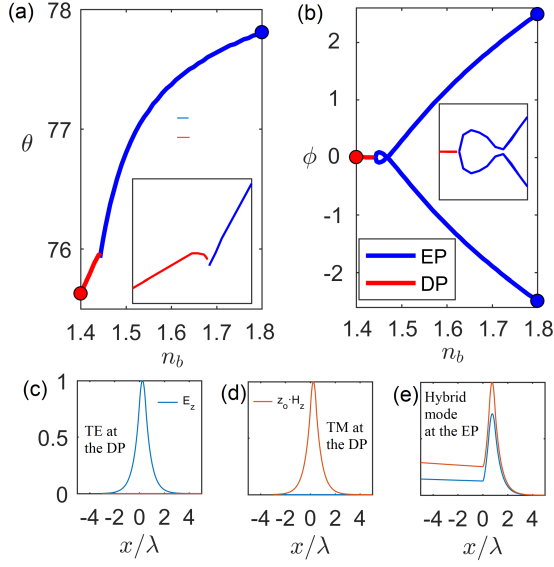 (a)
78
77
76
θ
1.4 1.5 1.6 1.7 1.8
n_b
(b)
2
1
0
-1
-2
ϕ
EP
DP
1.4 1.5 1.6 1.7 1.8
n_b
(c)
1
0.5
0
E_z
TE at
the DP
-4 -2 0 2 4
x/λ
(d)
z_o·H_z
TM at
the DP
-4 -2 0 2 4
x/λ
(e)
Hybrid
mode
at the EP
-4 -2 0 2 4
x/λ